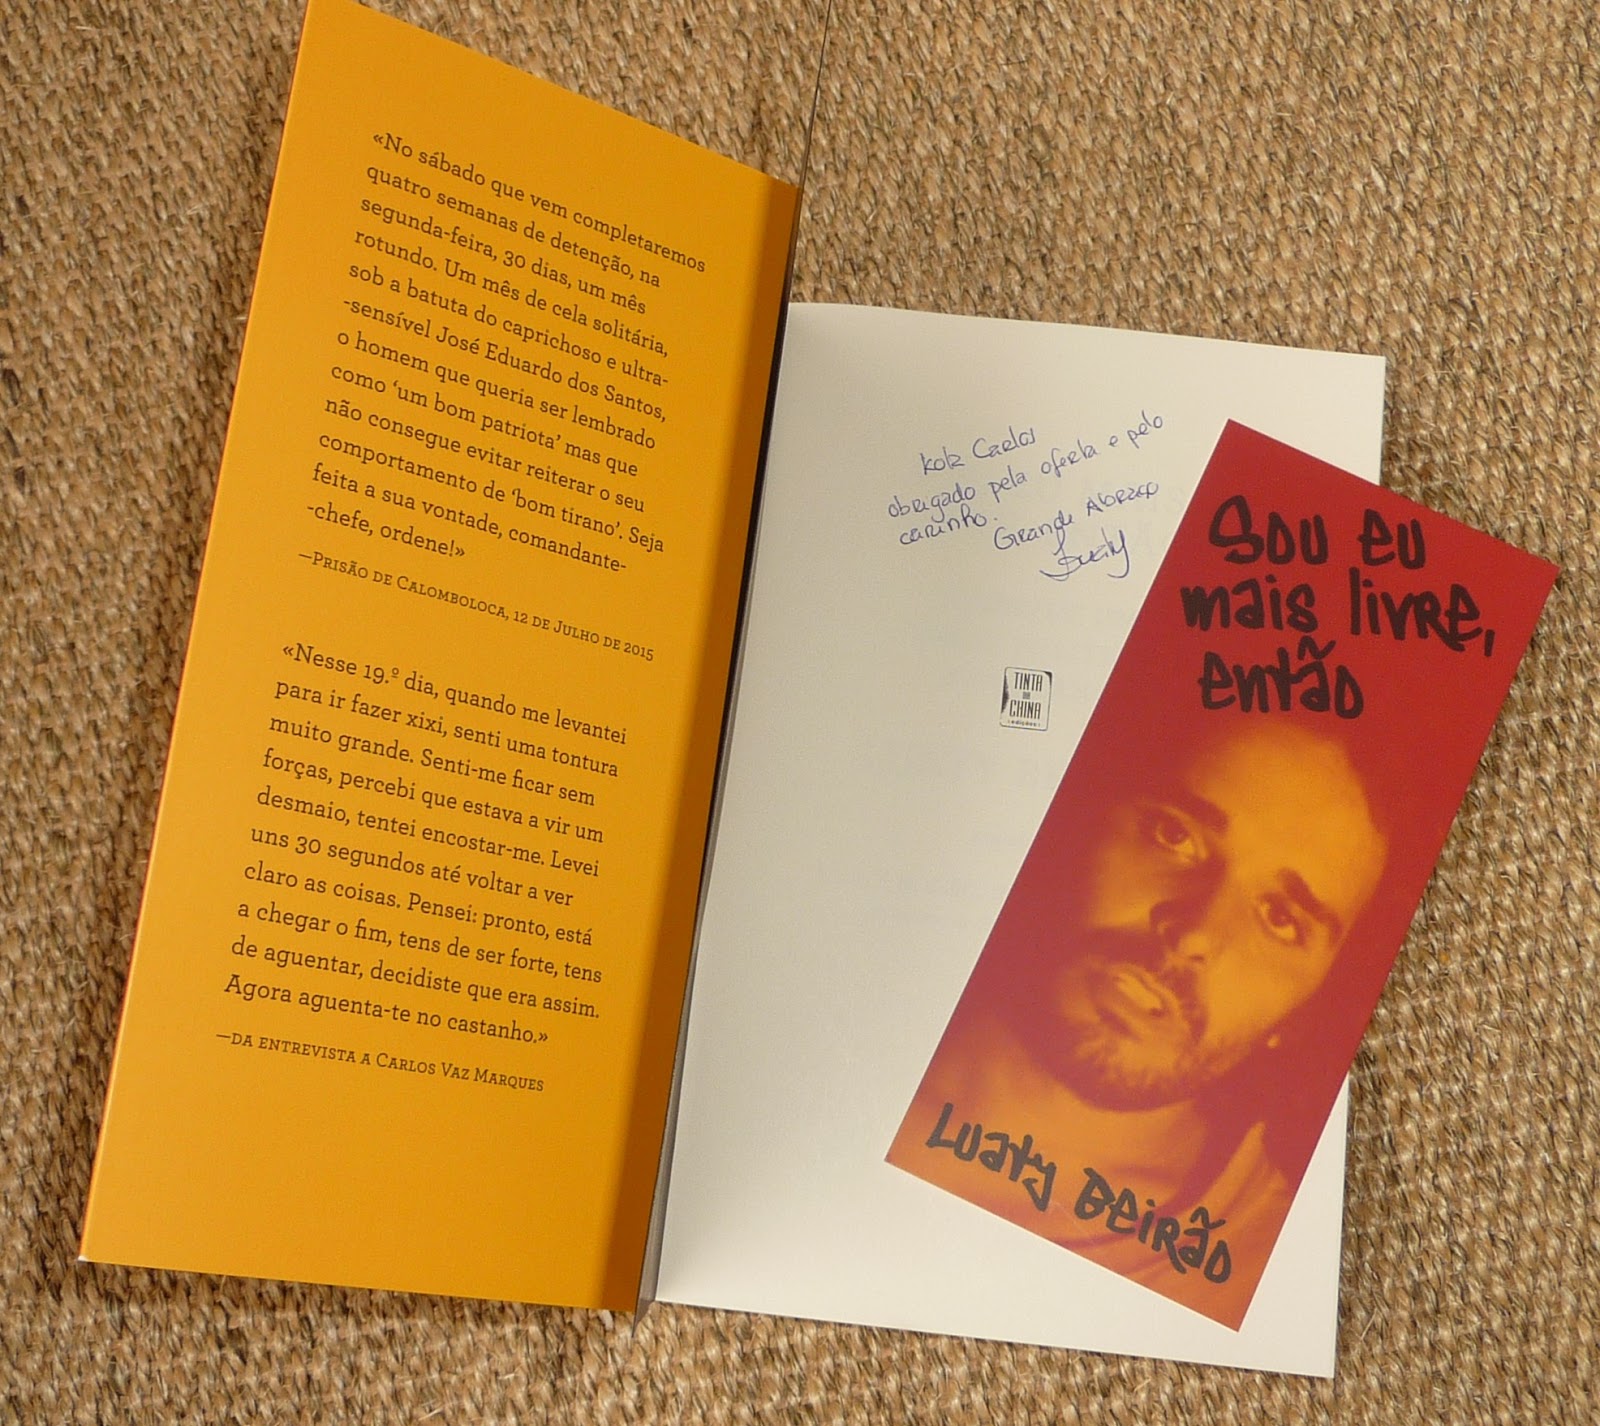 «No sábado que vem completaremos
quatro semanas de detenção, na
segunda-feira, 30 dias, um mês
rotundo. Um mês de cela solitária,
sob a batuta do caprichoso e ultra-
-sensível José Eduardo dos Santos,
o homem que queria ser lembrado
como ‘um bom patriota’ mas que
não consegue evitar reiterar o seu
comportamento de ‘bom tirano’. Seja
feita a sua vontade, comandante-
-chefe, ordene!»
—Prisão de Calomboloca, 12 de Julho de 2015
«Nesse 19.º dia, quando me levantei
para ir fazer xixi, senti uma tontura
muito grande. Senti-me ficar sem
forças, percebi que estava a vir um
desmaio, tentei encostar-me. Levei
uns 30 segundos até voltar a ver
claro as coisas. Pensei: pronto, está
a chegar o fim, tens de ser forte, tens
de aguentar, decidiste que era assim.
Agora aguenta-te no castanho.»
—da entrevista a Carlos Vaz Marques
Carlos
obrigado pela oferta e pelo
carinho.
Grande Abraço
Luaty
TINTA
DA
CHINA
edições
Sou eu
mais livre,
então
Luaty Beirão